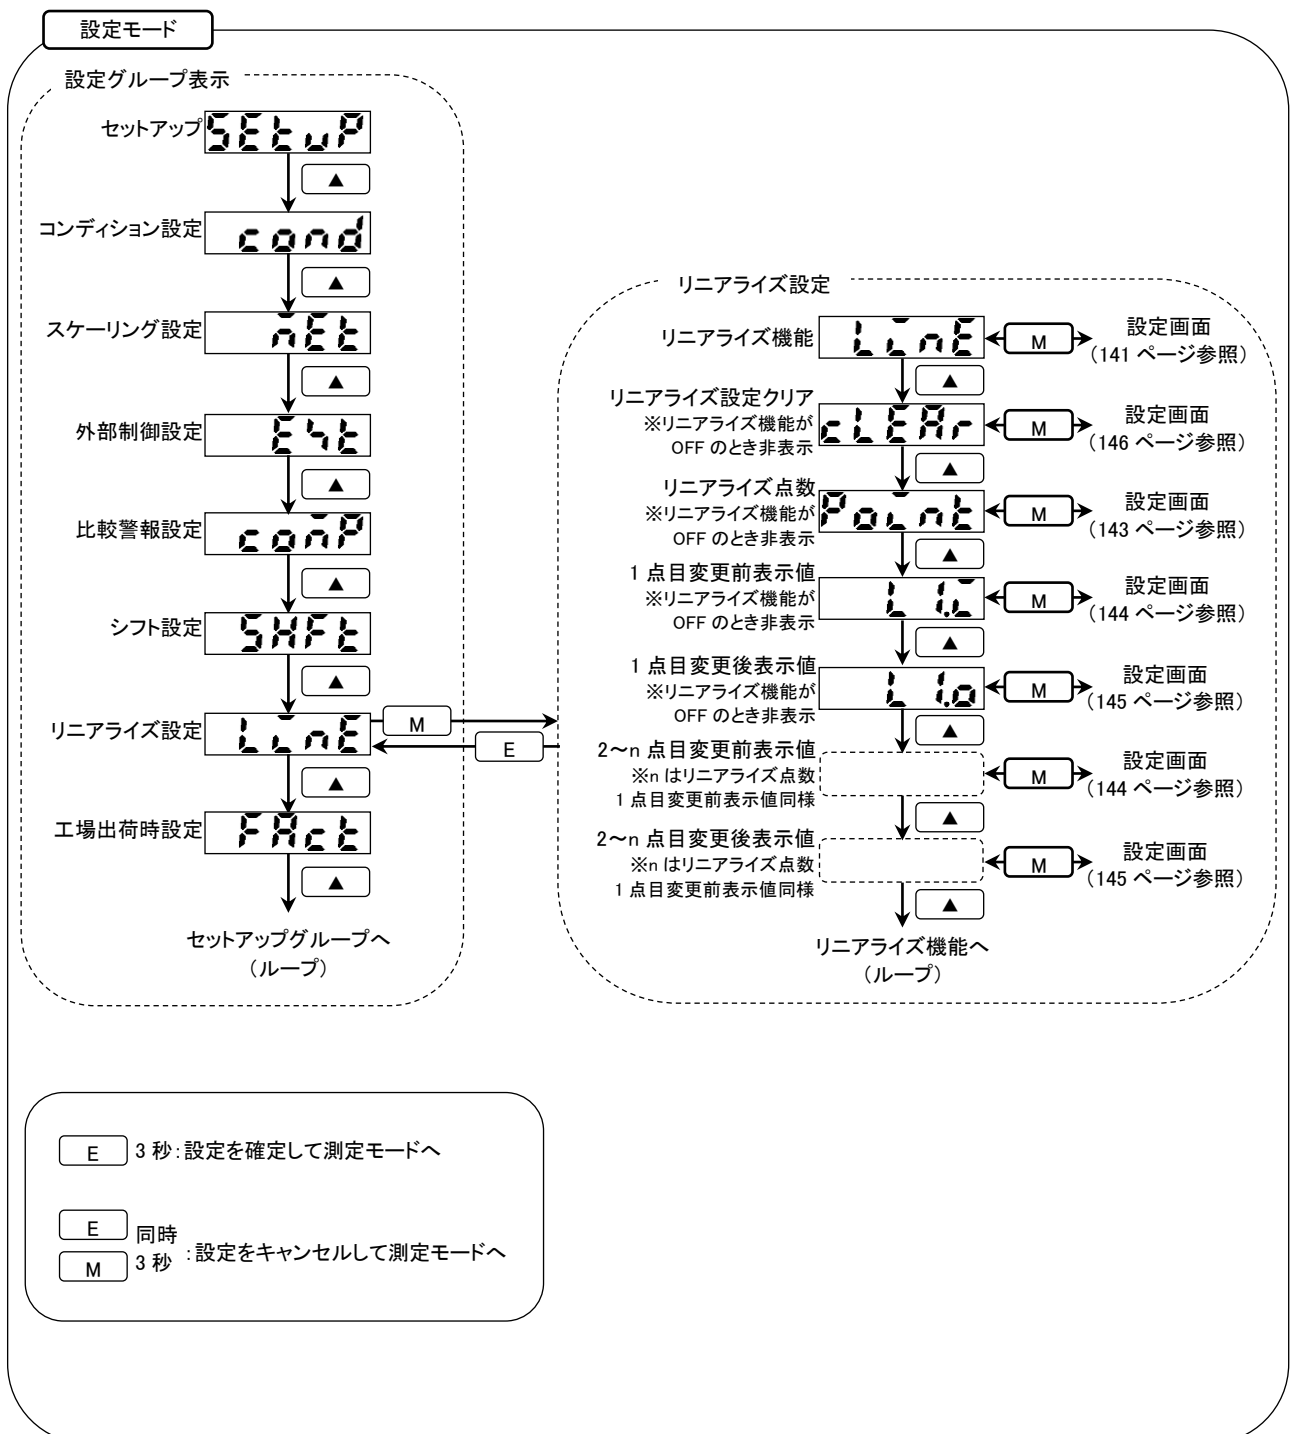 設定モード
設定グループ表示
セットアップ
SEtuP
▲
コンディション設定
cond
▲
スケーリング設定
mEt
▲
外部制御設定
E
t
▲
比較警報設定
comP
▲
シフト設定
SHFt
▲
リニアライズ設定
LinE
M
E
▲
工場出荷時設定
FAct
▲
セットアップグループへ
（ループ）
リニアライズ設定
リニアライズ機能
LinE
M
設定画面
（141 ページ参照）
▲
リニアライズ設定クリア
※リニアライズ機能が
OFF のとき非表示
cLEAr
M
設定画面
（146 ページ参照）
▲
リニアライズ点数
※リニアライズ機能が
OFF のとき非表示
Point
M
設定画面
（143 ページ参照）
▲
1 点目変更前表示値
※リニアライズ機能が
OFF のとき非表示
L 1.i
M
設定画面
（144 ページ参照）
▲
1 点目変更後表示値
※リニアライズ機能が
OFF のとき非表示
L 1.o
M
設定画面
（145 ページ参照）
▲
2～n 点目変更前表示値
※n はリニアライズ点数
1 点目変更前表示値同様
M
設定画面
（144 ページ参照）
▲
2～n 点目変更後表示値
※n はリニアライズ点数
1 点目変更前表示値同様
M
設定画面
（145 ページ参照）
▲
リニアライズ機能へ
（ループ）
E 3 秒：設定を確定して測定モードへ
E 同時
M 3 秒 ：設定をキャンセルして測定モードへ